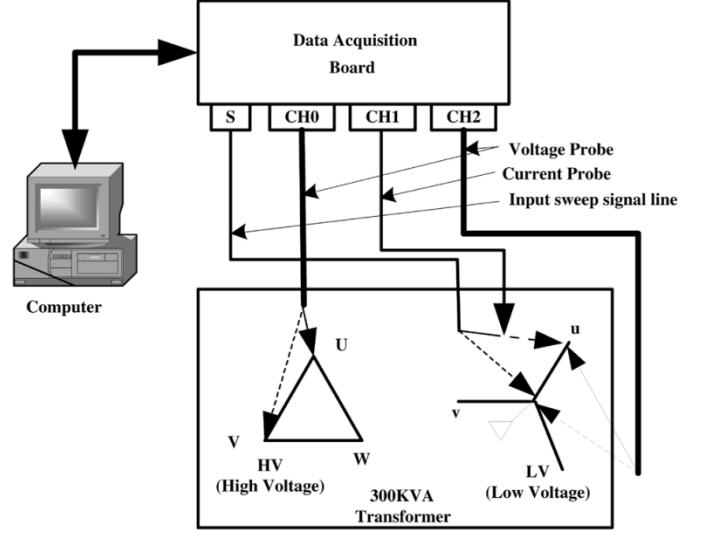 Data Acquisition
Board
S
CH0
CH1
CH2
Voltage Probe
Current Probe
Input sweep signal line
Computer
U
u
V
W
v
HV
(High Voltage)
LV
(Low Voltage)
300KVA
Transformer